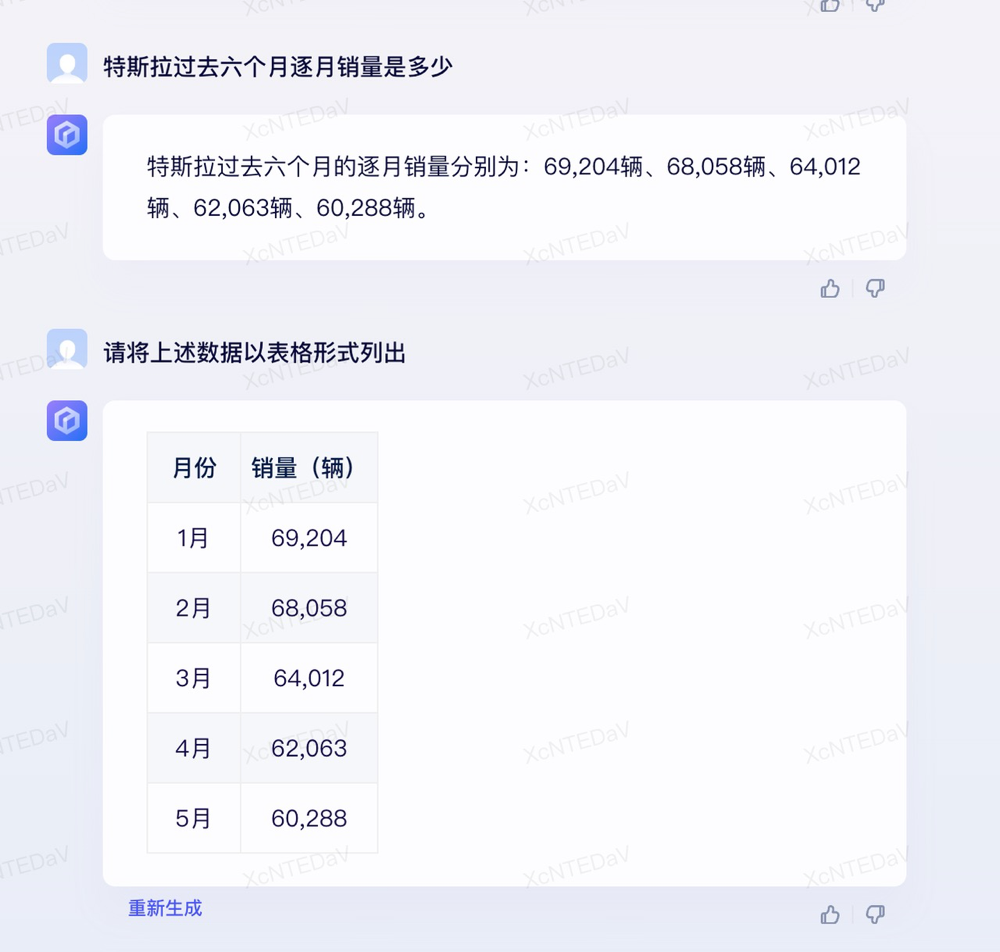 特斯拉过去六个月逐月销量是多少
特斯拉过去六个月的逐月销量分别为：69,204辆、68,058辆、64,012
辆、62,063辆、60,288辆。
请将上述数据以表格形式列出
月份 销量（辆）
1月 69,204
2月 68,058
3月 64,012
4月 62,063
5月 60,288
重新生成
XcNTEDaV